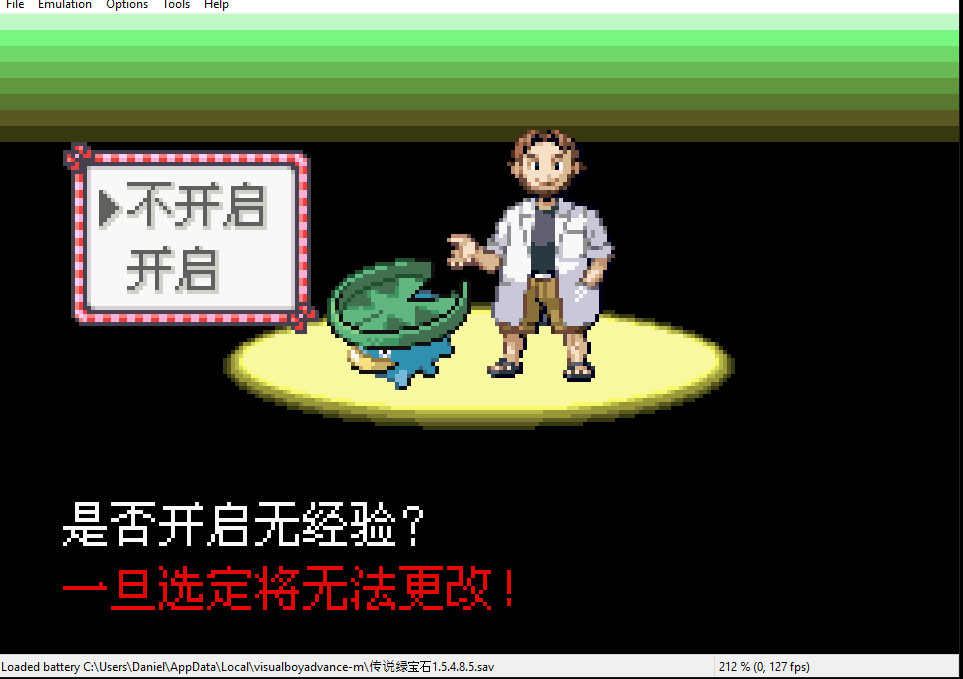 File Emulation Options Tools Help
不开启
开启
是否开启无经验?
一旦选定将无法更改!
Loaded battery C:\Users\Daniel\AppData\Local\visualboyadvance-m\传说绿宝石1.5.4.8.5.sav 212 % (0, 127 fps)